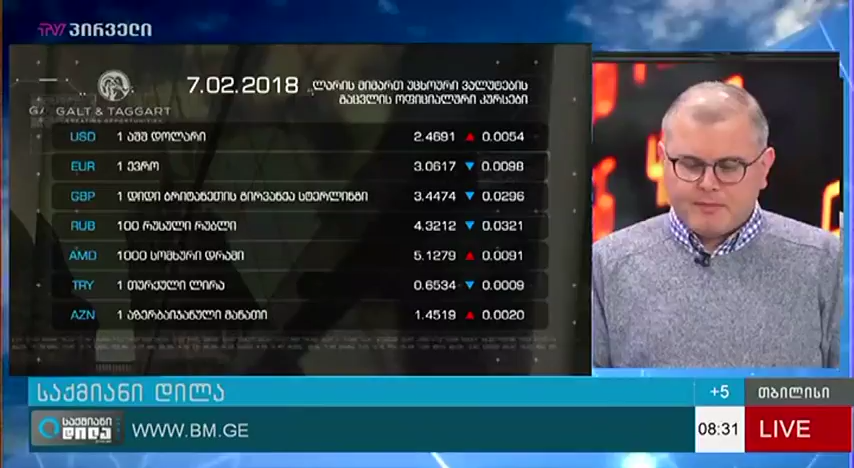 TV პირველი
7.02.2018
ლარის მიმართ უცხოური ვალუტების
გაცვლის ოფიციალური კურსები
GALT & TAGGART
CREATING OPPORTUNITIES
USD 1 აშშ დოლარი 2.4691 ▲ 0.0054
EUR 1 ევრო 3.0617 ▼ 0.0098
GBP 1 დიდი ბრიტანეთის გირვანქა სტერლინგი 3.4474 ▼ 0.0296
RUB 100 რუსული რუბლი 4.3212 ▼ 0.0321
AMD 1000 სომხური დრამი 5.1279 ▲ 0.0091
TRY 1 თურქული ლირა 0.6534 ▼ 0.0009
AZN 1 აზერბაიჯანული მანათი 1.4519 ▲ 0.0020
საქმიანი დილა +5 თბილისი
საქმიანი
დილა
WWW.BM.GE 08:31 LIVE